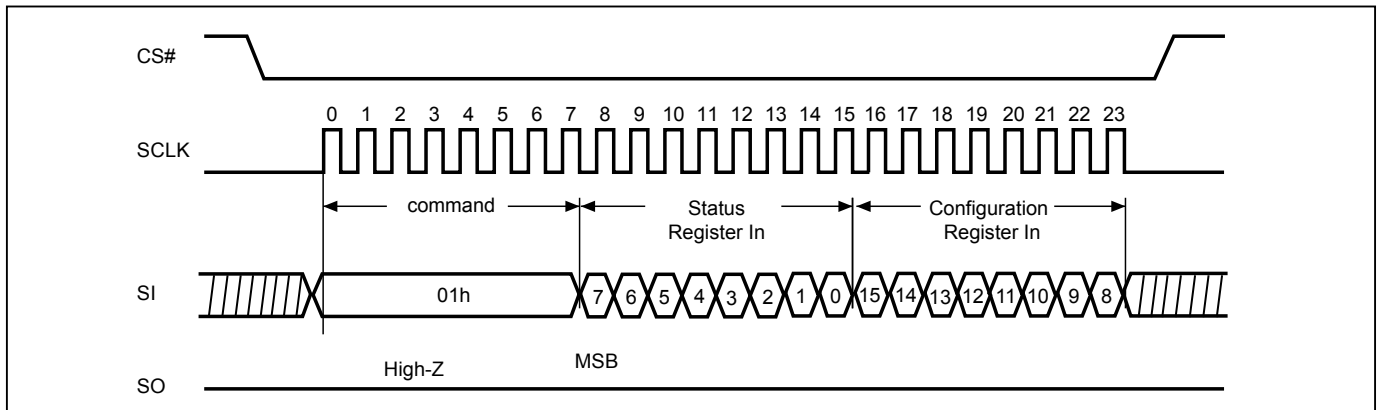 CS#
0 1 2 3 4 5 6 7 8 9 10 11 12 13 14 15 16 17 18 19 20 21 22 23
SCLK
command
Status
Register In
Configuration
Register In
SI
01h
7 6 5 4 3 2 1 0 15 14 13 12 11 10 9 8
High-Z
MSB
SO